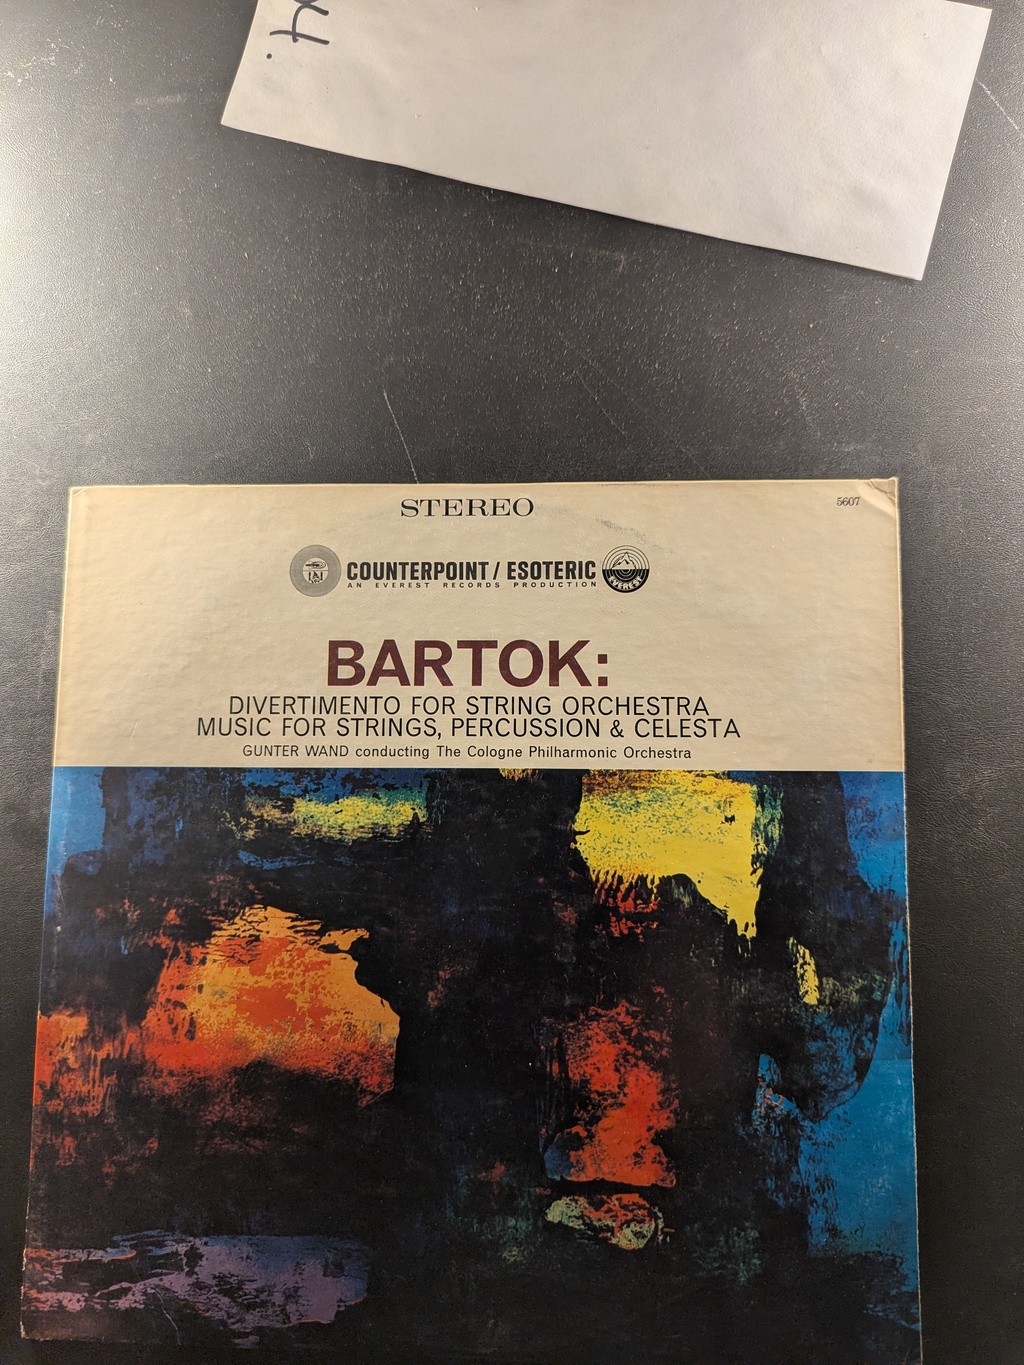 STEREO
5607
COUNTERPOINT / ESOTERIC
AN EVEREST RECORDS PRODUCTION
EVEREST
BARTOK:
DIVERTIMENTO FOR STRING ORCHESTRA
MUSIC FOR STRINGS, PERCUSSION & CELESTA
GUNTER WAND conducting The Cologne Philharmonic Orchestra